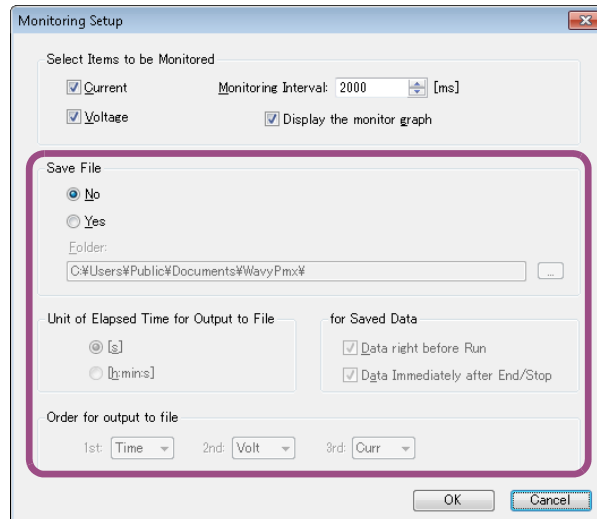 Monitoring Setup
Select Items to be Monitored
Current Monitoring Interval: 2000 [ms]
Voltage Display the monitor graph
Save File
No
Yes
Folder:
C:¥Users¥Public¥Documents¥WavyPmx¥ ...
Unit of Elapsed Time for Output to File for Saved Data
[s] Data right before Run
[h:min:s] Data Immediately after End/Stop
Order for output to file
1st: Time 2nd: Volt 3rd: Curr
OK Cancel